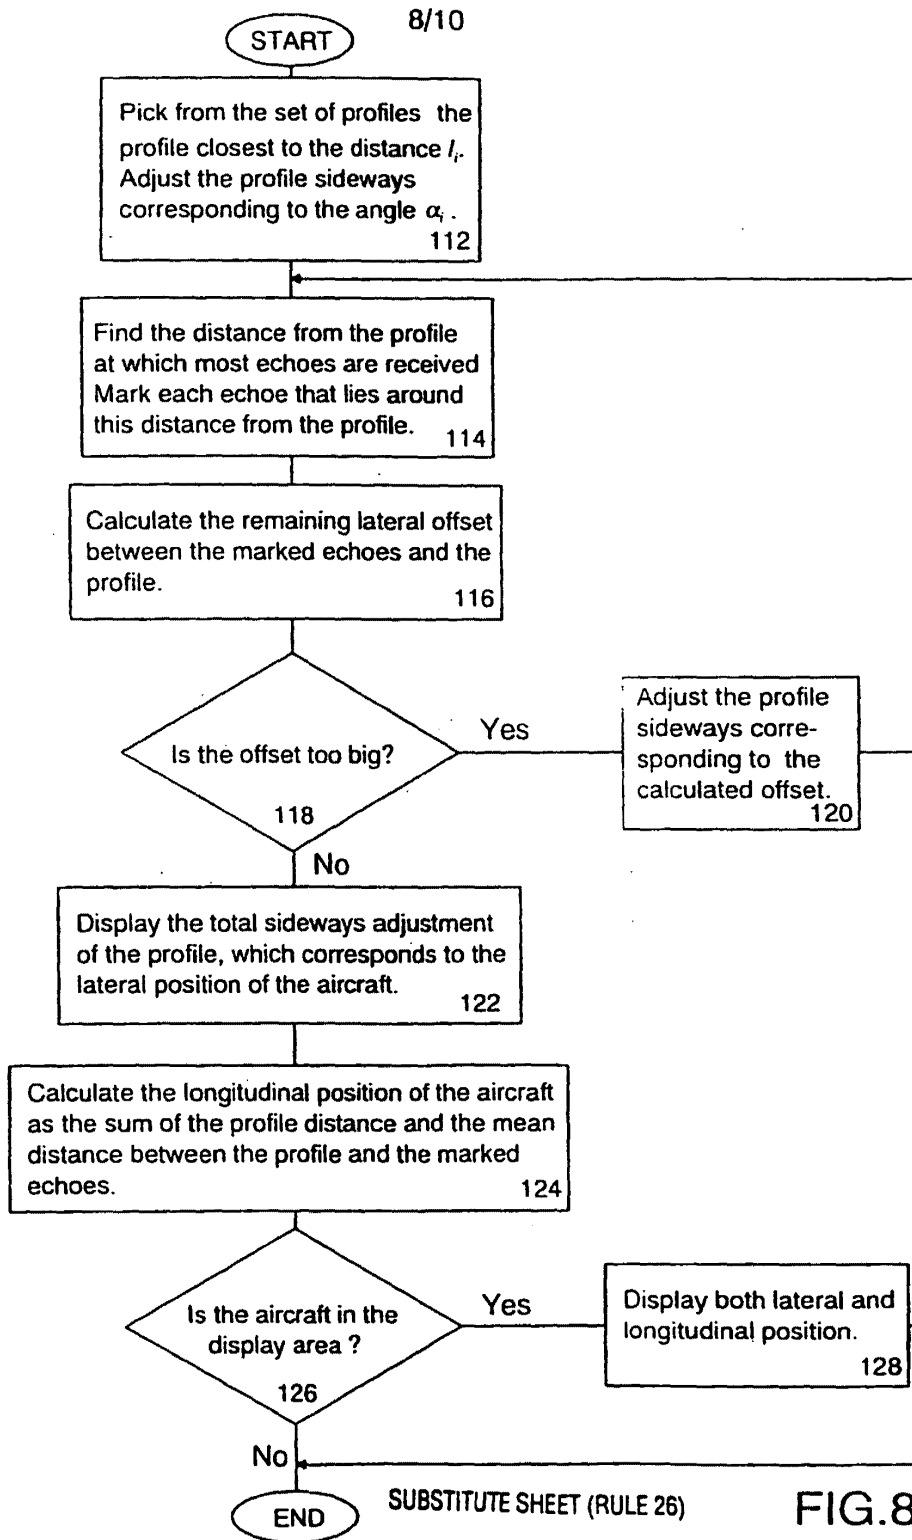 8/10
START
Pick from the set of profiles the
profile closest to the distance lᵢ.
Adjust the profile sideways
corresponding to the angle αᵢ.
112
Find the distance from the profile
at which most echoes are received
Mark each echoe that lies around
this distance from the profile.
114
Calculate the remaining lateral offset
between the marked echoes and the
profile.
116
Is the offset too big?
118
Yes
Adjust the profile
sideways corre-
sponding to the
calculated offset.
120
No
Display the total sideways adjustment
of the profile, which corresponds to the
lateral position of the aircraft.
122
Calculate the longitudinal position of the aircraft
as the sum of the profile distance and the mean
distance between the profile and the marked
echoes.
124
Is the aircraft in the
display area ?
126
Yes
Display both lateral and
longitudinal position.
128
No
END
SUBSTITUTE SHEET (RULE 26)
FIG.8